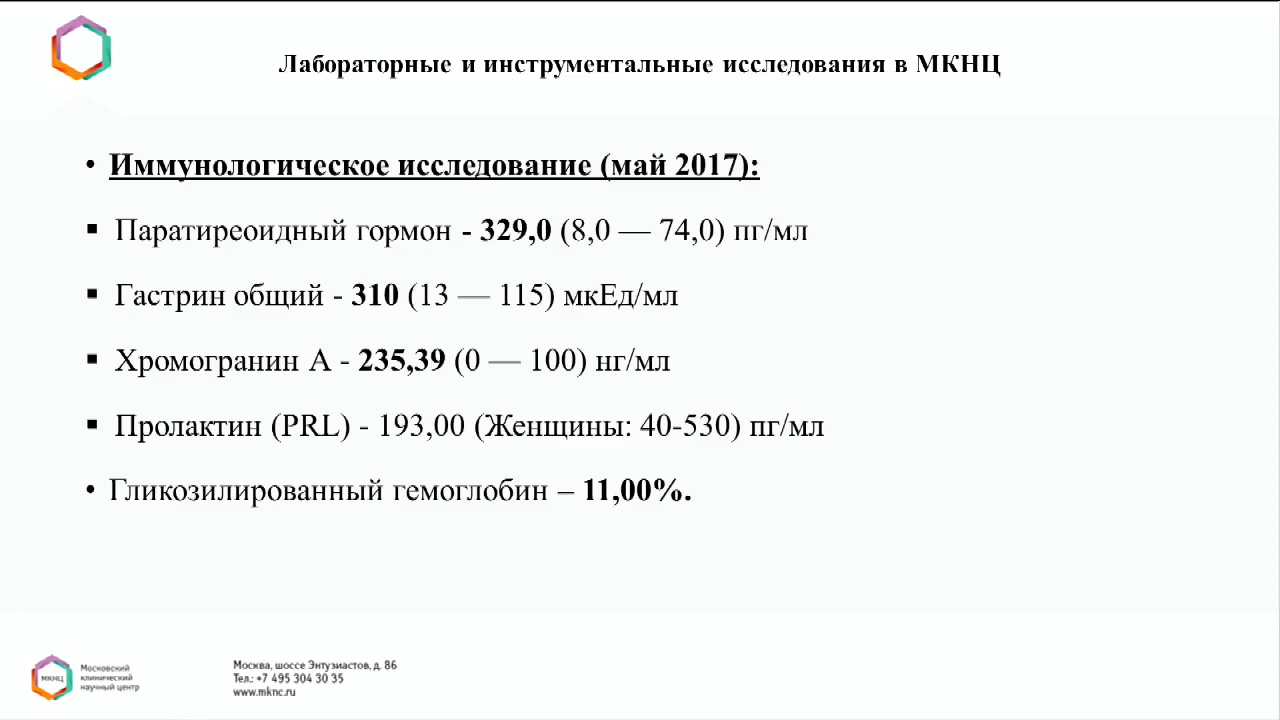 Лабораторные и инструментальные исследования в МКНЦ
• Иммунологическое исследование (май 2017):
▪ Паратиреоидный гормон - 329,0 (8,0 — 74,0) пг/мл
▪ Гастрин общий - 310 (13 — 115) мкЕд/мл
▪ Хромогранин А - 235,39 (0 — 100) нг/мл
▪ Пролактин (PRL) - 193,00 (Женщины: 40-530) пг/мл
• Гликозилированный гемоглобин – 11,00%.
МКНЦ
Московский
клинический
научный центр
Москва, шоссе Энтузиастов, д. 86
Тел.: +7 495 304 30 35
www.mknc.ru